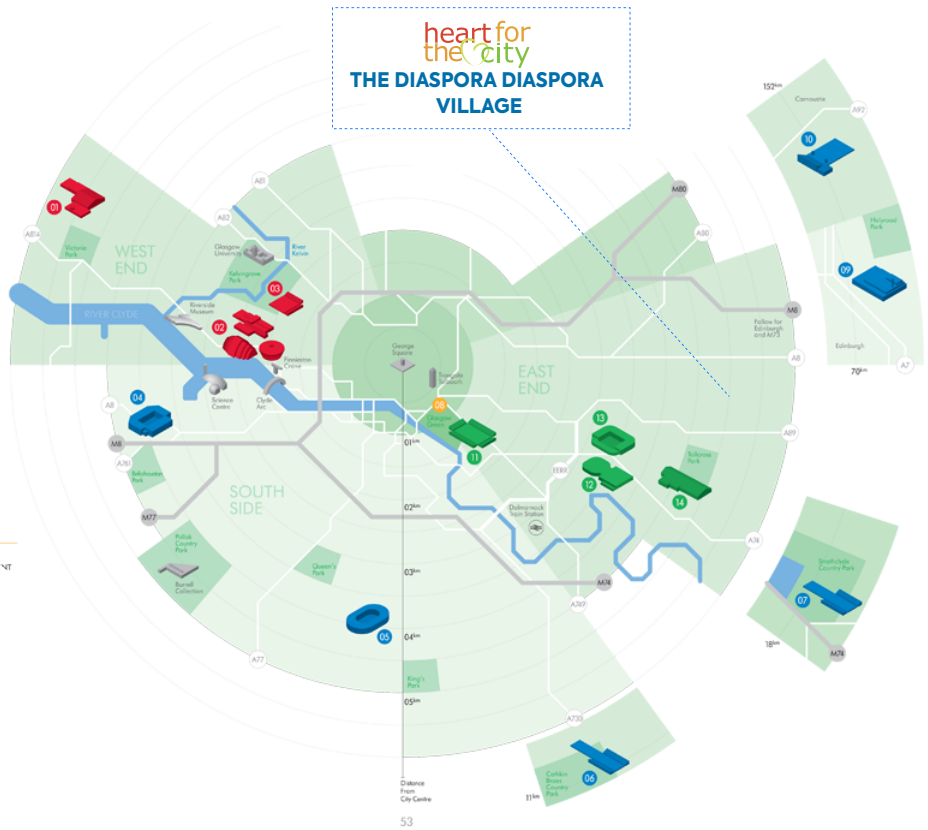 heart for
the city
THE DIASPORA DIASPORA
VILLAGE
152km
Carnoustie
A92
10
Holyrood
Park
09
Edinburgh
70km
A7
M80
A80
M8
Follow for
Edinburgh
and M73
A8
A89
A81
A82
01
A814
Victoria
Park
WEST
END
Glasgow
University
River
Kelvin
Kelvingrove
Park
03
Riverside
Museum
RIVER CLYDE
02
Finnieston
Crane
Science
Centre
Clyde
Arc
George
Square
Trongate
EAST
END
08
Glasgow
Green
04
A8
M8
A761
Bellahouston
Park
M77
SOUTH
SIDE
01km
11
13
12
EERR
Tollcross
Park
14
02km
Dalmarnock
Train Station
A74
Pollok
Country
Park
Burrell
Collection
Queen's
Park
03km
M74
A749
05
04km
A77
King's
Park
05km
A730
Strathclyde
Country Park
07
18km
M74
Distance
From
City Centre
Cathkin
Braes
Country
Park
06
11km
NT
53